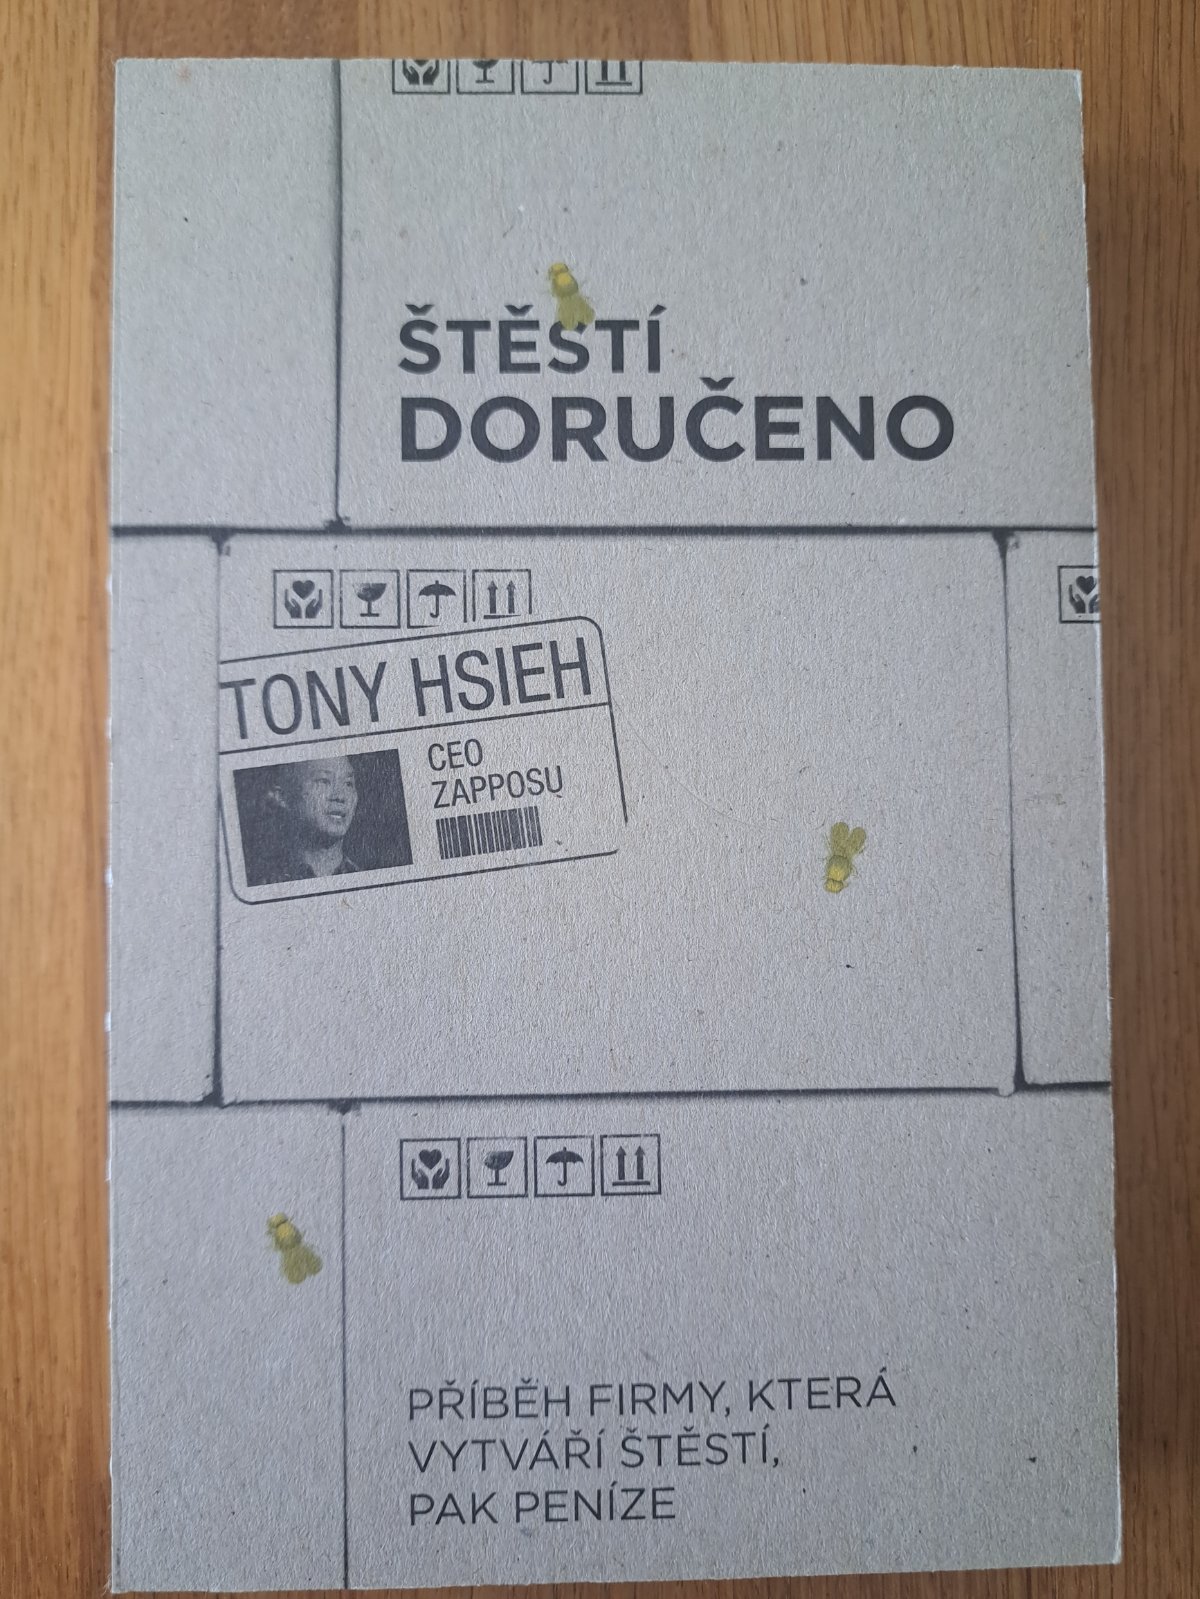 ŠTĚSTÍ
DORUČENO
TONY HSIEH
CEO
ZAPPOSU
PŘÍBĚH FIRMY, KTERÁ
VYTVÁŘÍ ŠTĚSTÍ,
PAK PENÍZE